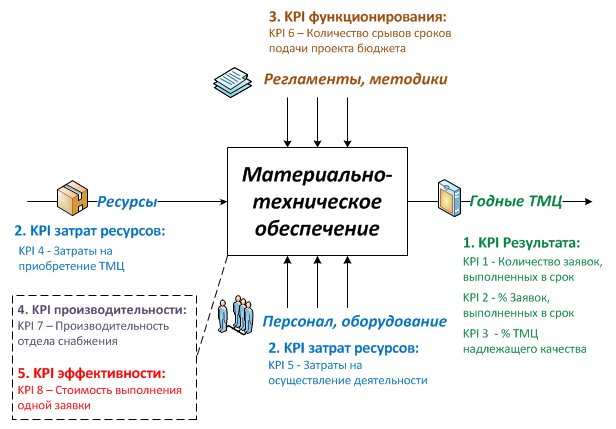 3. KPI функционирования:
KPI 6 – Количество срывов сроков
подачи проекта бюджета
Регламенты, методики
Материально-
техническое
обеспечение
Ресурсы
2. KPI затрат ресурсов:
KPI 4 - Затраты на
приобретение ТМЦ
Годные ТМЦ
1. KPI Результата:
KPI 1 - Количество заявок,
выполненных в срок
KPI 2 - % Заявок,
выполненных в срок
KPI 3 - % ТМЦ
надлежащего качества
4. KPI производительности:
KPI 7 – Производительность
отдела снабжения
5. KPI эффективности:
KPI 8 – Стоимость выполнения
одной заявки
Персонал, оборудование
2. KPI затрат ресурсов:
KPI 5 - Затраты на
осуществление деятельности